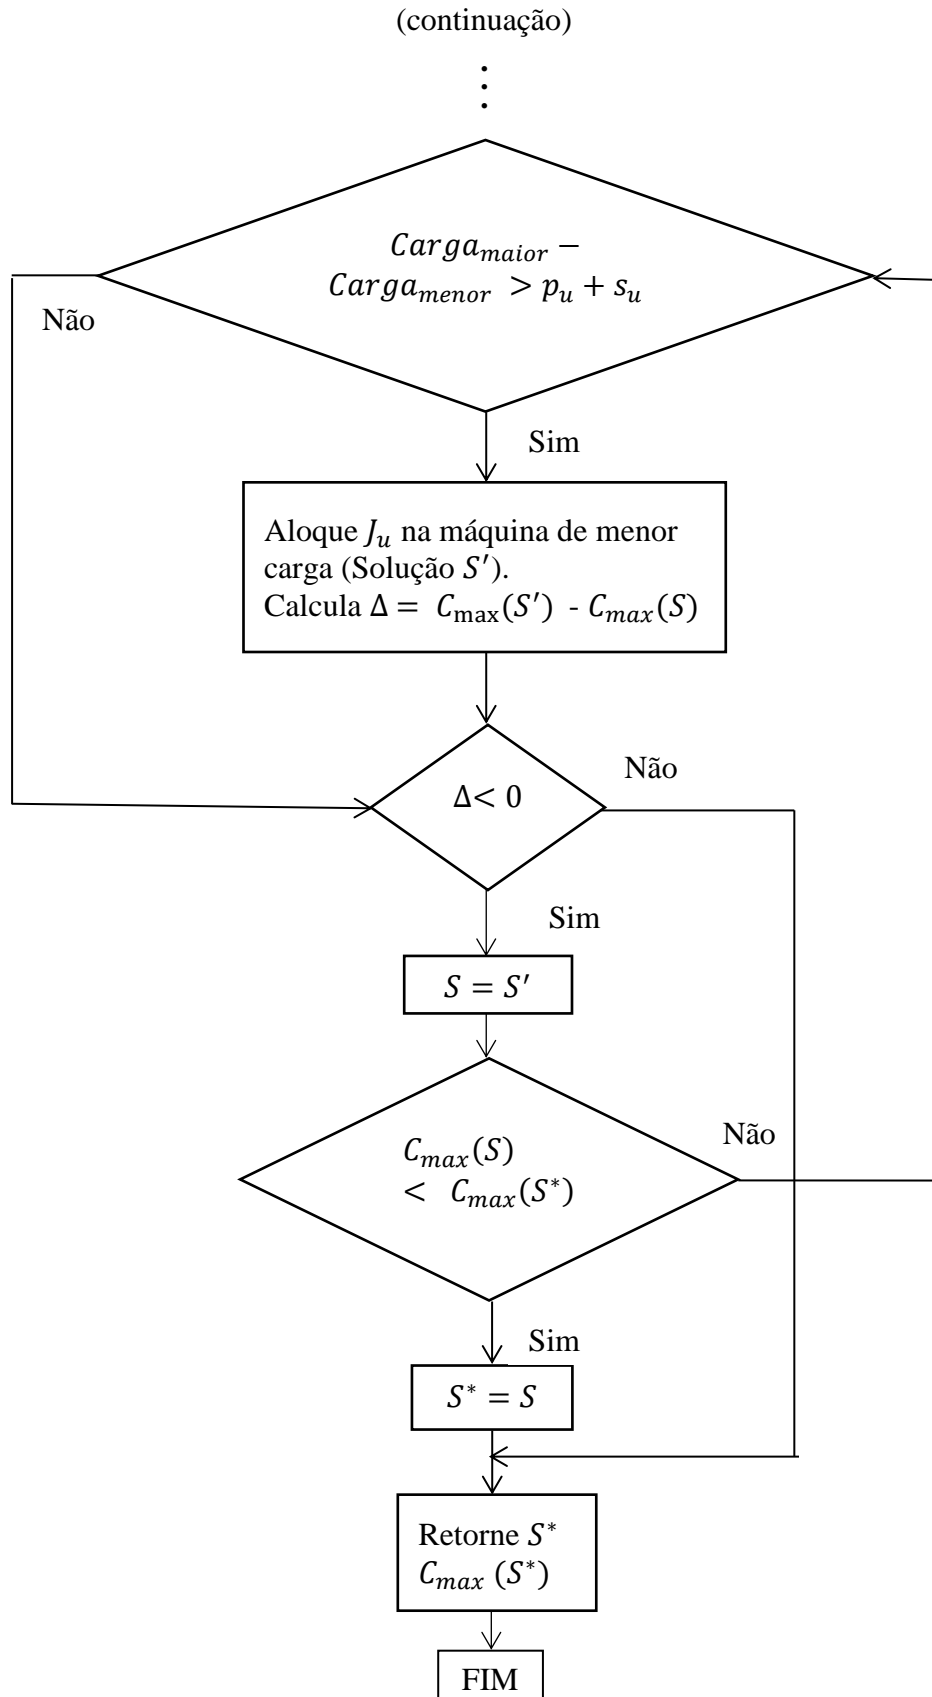 (continuação)
⋮
Carga_maior −
Carga_menor > p_u + s_u
Não
Sim
Aloque J_u na máquina de menor
carga (Solução S′).
Calcula Δ = C_max(S′) - C_max(S)
Não
Δ< 0
Sim
S = S′
Não
C_max(S)
< C_max(S*)
Sim
S* = S
Retorne S*
C_max (S*)
FIM